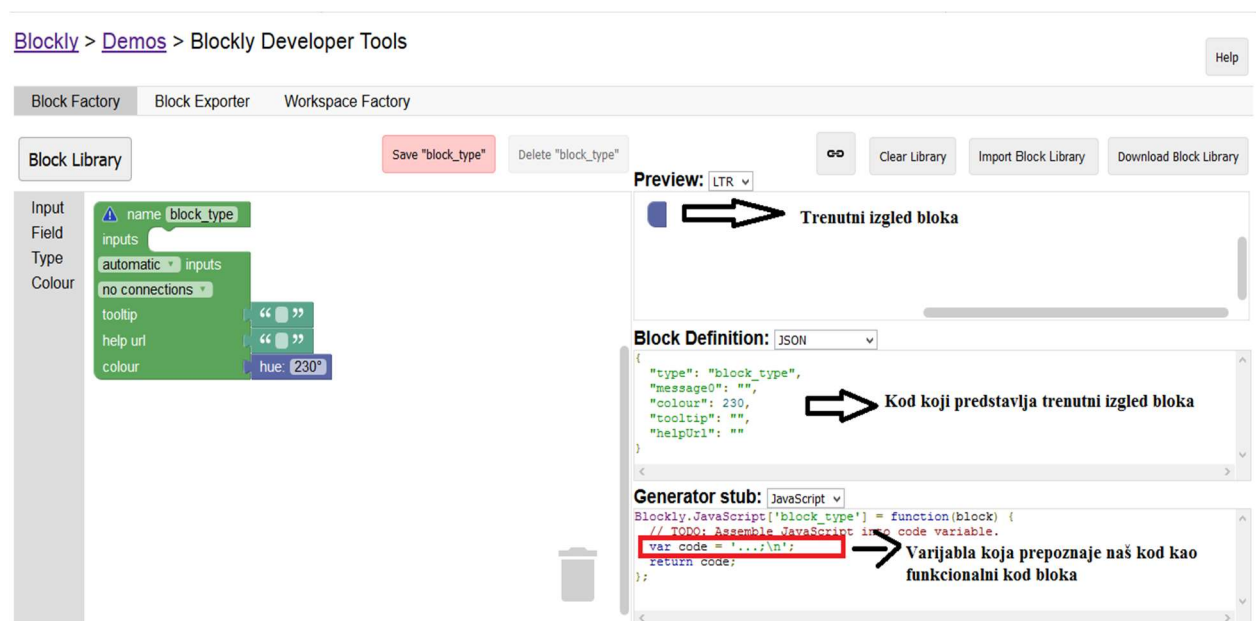 Blockly > Demos > Blockly Developer Tools
Help
Block Factory Block Exporter Workspace Factory
Block Library
Save "block_type"
Delete "block_type"
Clear Library
Import Block Library
Download Block Library
Input
Field
Type
Colour
name block_type
inputs
automatic inputs
no connections
tooltip “ ”
help url “ ”
colour hue: 230°
Preview: LTR
Trenutni izgled bloka
Block Definition: JSON
{
"type": "block_type",
"message0": "",
"colour": 230,
"tooltip": "",
"helpUrl": ""
}
Kod koji predstavlja trenutni izgled bloka
Generator stub: JavaScript
Blockly.JavaScript['block_type'] = function(block) {
// TODO: Assemble JavaScript into code variable.
var code = '...;\n';
return code;
};
Varijabla koja prepoznaje naš kod kao
funkcionalni kod bloka